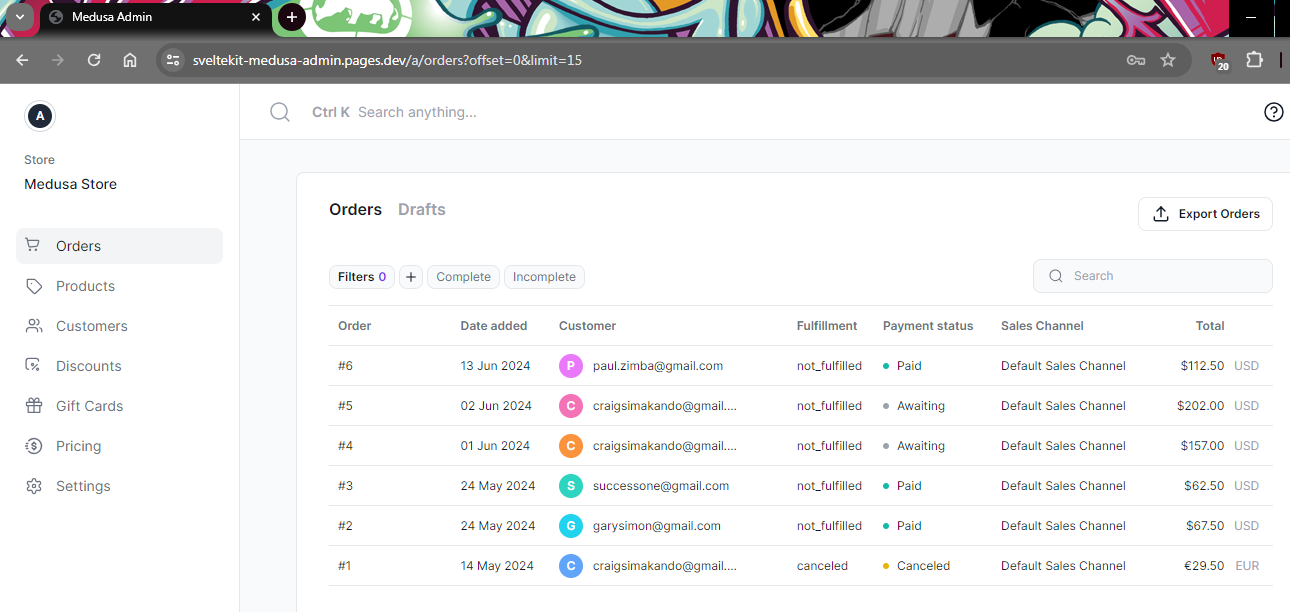 Medusa Admin
sveltekit-medusa-admin.pages.dev/a/orders?offset=0&limit=15
20
A
Ctrl K Search anything...
Store
Medusa Store
Orders
Products
Customers
Discounts
Gift Cards
Pricing
Settings
Orders Drafts
Export Orders
Filters 0 + Complete Incomplete
Search
Order Date added Customer Fulfillment Payment status Sales Channel Total
#6 13 Jun 2024 P paul.zimba@gmail.com not_fulfilled Paid Default Sales Channel $112.50 USD
#5 02 Jun 2024 C craigsimakando@gmail.... not_fulfilled Awaiting Default Sales Channel $202.00 USD
#4 01 Jun 2024 C craigsimakando@gmail.... not_fulfilled Awaiting Default Sales Channel $157.00 USD
#3 24 May 2024 S successone@gmail.com not_fulfilled Paid Default Sales Channel $62.50 USD
#2 24 May 2024 G garysimon@gmail.com not_fulfilled Paid Default Sales Channel $67.50 USD
#1 14 May 2024 C craigsimakando@gmail.... canceled Canceled Default Sales Channel €29.50 EUR